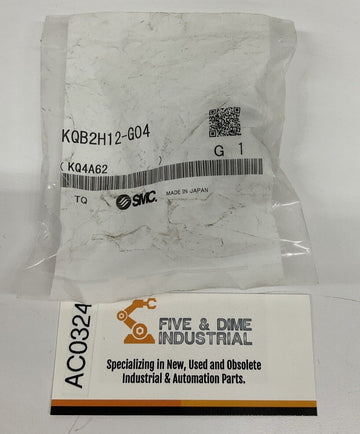 KQB2H12-G04
G 1
(KQ4A62
TQ SMC. MADE IN JAPAN
AC0324
FIVE & DIME
INDUSTRIAL
Specializing in New, Used and Obsolete
Industrial & Automation Parts.